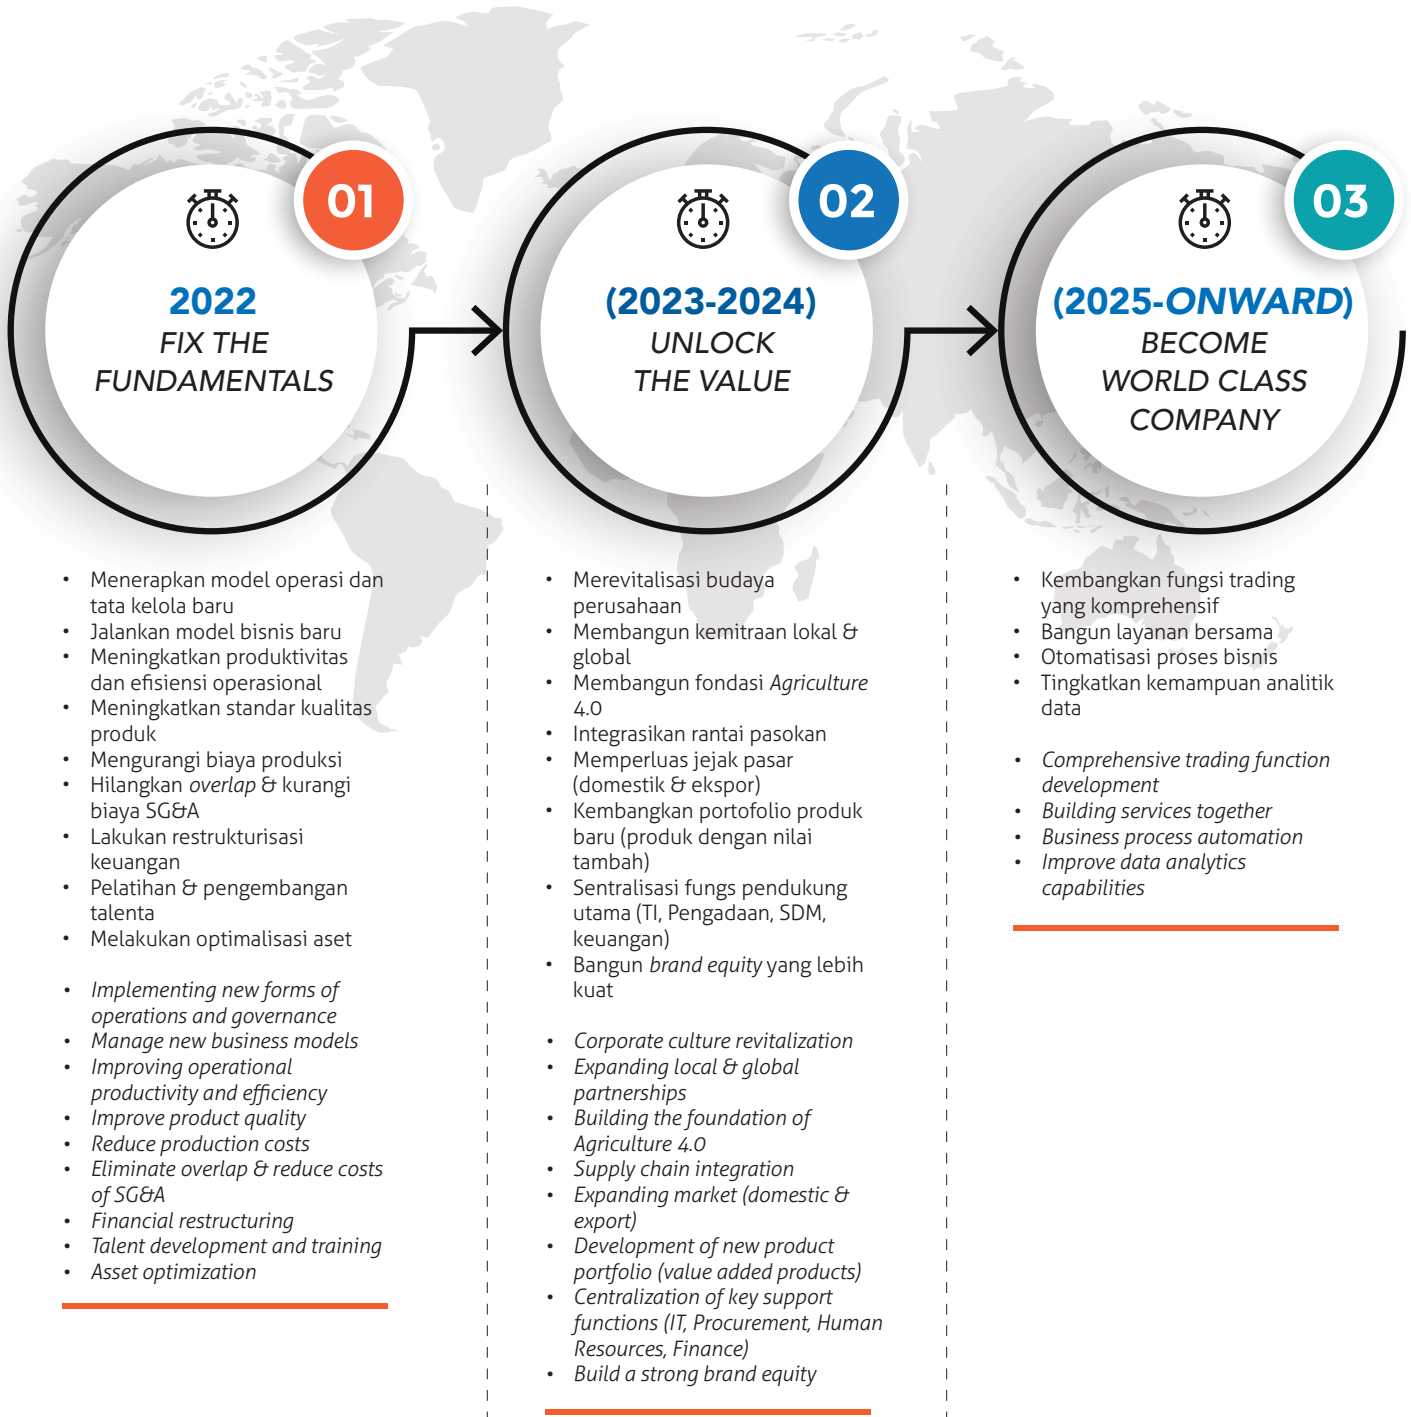 01
2022
FIX THE
FUNDAMENTALS
• Menerapkan model operasi dan
tata kelola baru
• Jalankan model bisnis baru
• Meningkatkan produktivitas
dan efisiensi operasional
• Meningkatkan standar kualitas
produk
• Mengurangi biaya produksi
• Hilangkan overlap & kurangi
biaya SG&A
• Lakukan restrukturisasi
keuangan
• Pelatihan & pengembangan
talenta
• Melakukan optimalisasi aset
• Implementing new forms of
operations and governance
• Manage new business models
• Improving operational
productivity and efficiency
• Improve product quality
• Reduce production costs
• Eliminate overlap & reduce costs
of SG&A
• Financial restructuring
• Talent development and training
• Asset optimization
02
(2023-2024)
UNLOCK
THE VALUE
• Merevitalisasi budaya
perusahaan
• Membangun kemitraan lokal &
global
• Membangun fondasi Agriculture
4.0
• Integrasikan rantai pasokan
• Memperluas jejak pasar
(domestik & ekspor)
• Kembangkan portofolio produk
baru (produk dengan nilai
tambah)
• Sentralisasi fungs pendukung
utama (TI, Pengadaan, SDM,
keuangan)
• Bangun brand equity yang lebih
kuat
• Corporate culture revitalization
• Expanding local & global
partnerships
• Building the foundation of
Agriculture 4.0
• Supply chain integration
• Expanding market (domestic &
export)
• Development of new product
portfolio (value added products)
• Centralization of key support
functions (IT, Procurement, Human
Resources, Finance)
• Build a strong brand equity
03
(2025-ONWARD)
BECOME
WORLD CLASS
COMPANY
• Kembangkan fungsi trading
yang komprehensif
• Bangun layanan bersama
• Otomatisasi proses bisnis
• Tingkatkan kemampuan analitik
data
• Comprehensive trading function
development
• Building services together
• Business process automation
• Improve data analytics
capabilities